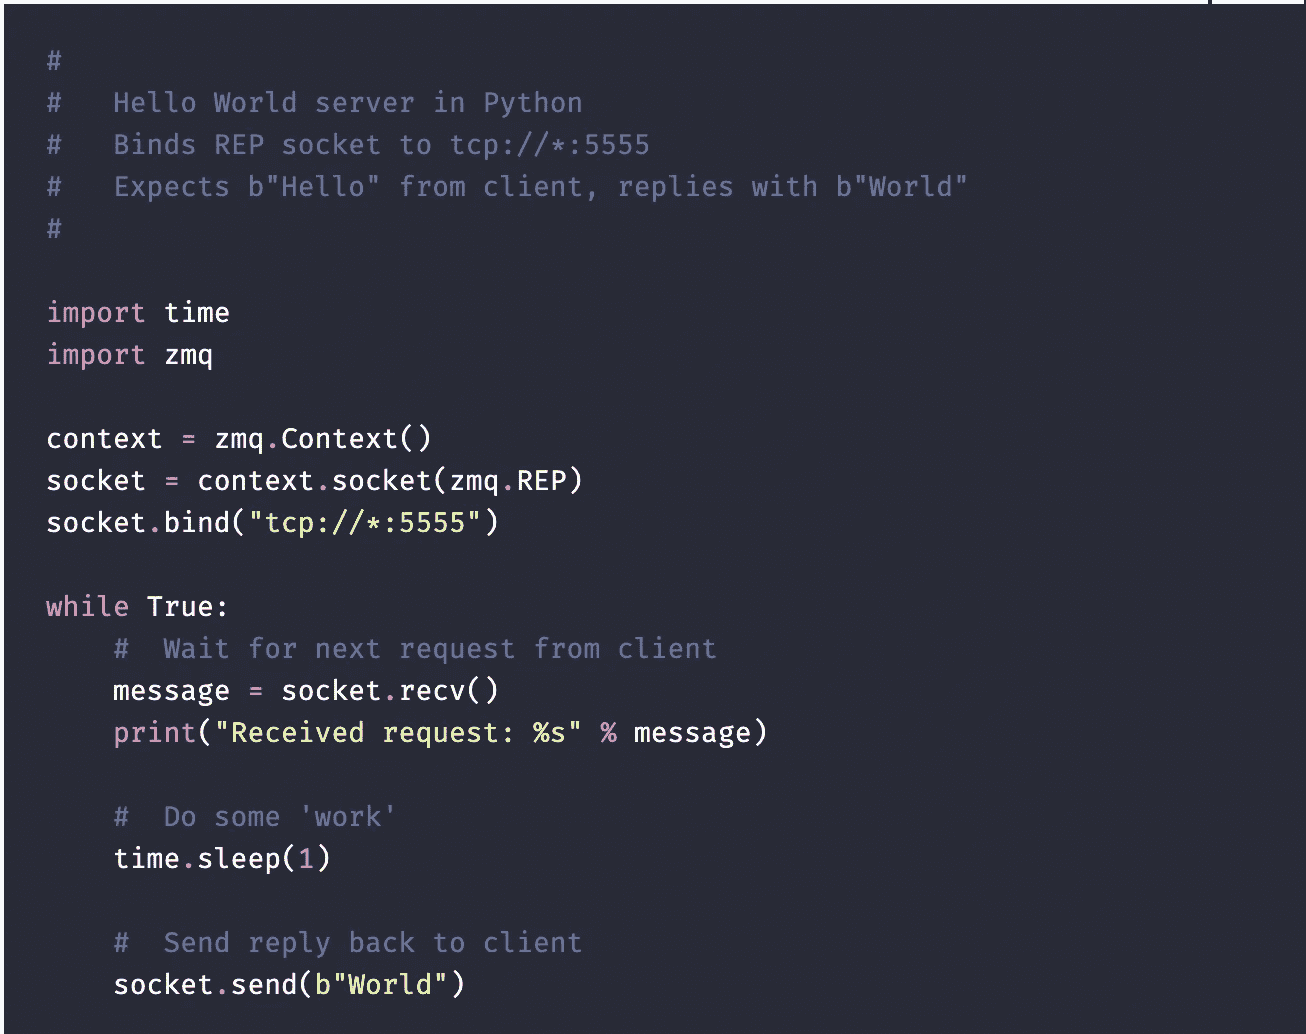 #
#   Hello World server in Python
#   Binds REP socket to tcp://*:5555
#   Expects b"Hello" from client, replies with b"World"
#
import time
import zmq
context = zmq.Context()
socket = context.socket(zmq.REP)
socket.bind("tcp://*:5555")
while True:
    #  Wait for next request from client
    message = socket.recv()
    print("Received request: %s" % message)
    #  Do some 'work'
    time.sleep(1)
    #  Send reply back to client
    socket.send(b"World")